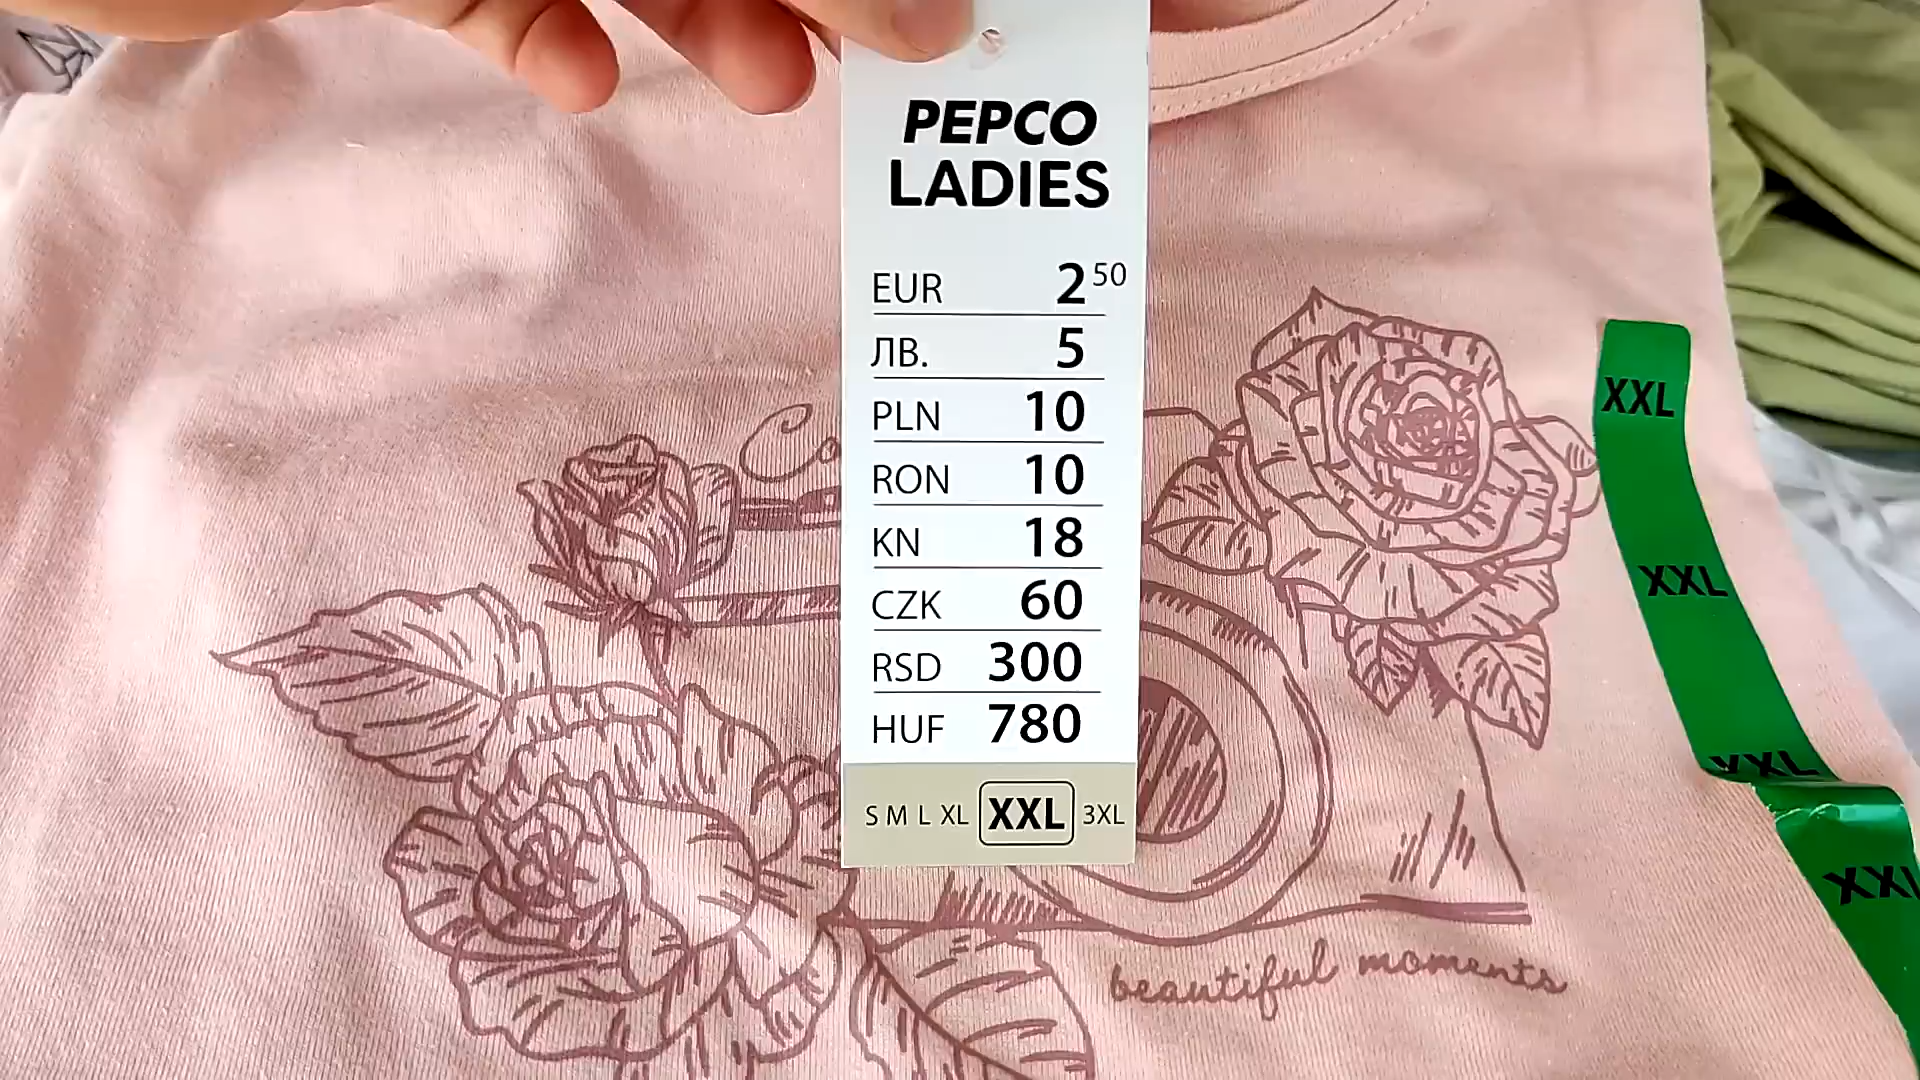 PEPCO
LADIES
EUR 2 50
ЛВ. 5
PLN 10
RON 10
KN 18
CZK 60
RSD 300
HUF 780
S M L XL XXL 3XL
XXL
XXL
XXL
XXL
beautiful moments